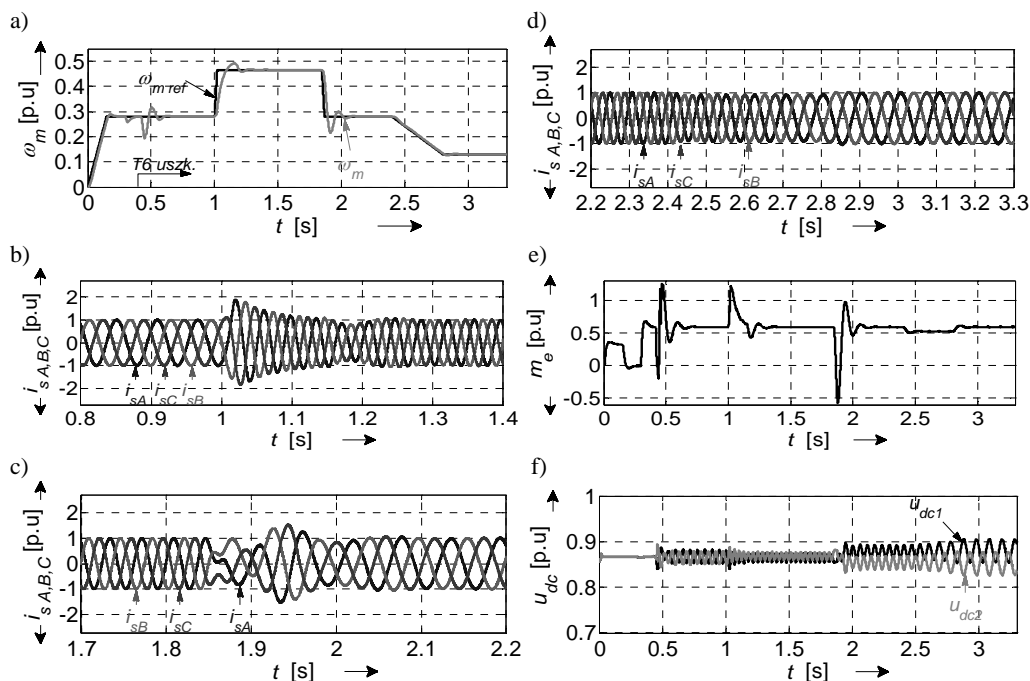 a)
ω_m [p.u]
0.5
0.4
0.3
0.2
0.1
0
ω_m ref
T6 uszk.
ω_m
0 0.5 1 1.5 2 2.5 3
t [s]
b)
i_s A,B,C [p.u]
2
1
0
-1
-2
i_sA i_sC i_sB
0.8 0.9 1 1.1 1.2 1.3 1.4
t [s]
c)
i_s A,B,C [p.u]
2
1
0
-1
-2
i_sB i_sC i_sA
1.7 1.8 1.9 2 2.1 2.2
t [s]
d)
i_s A,B,C [p.u]
2
1
0
-1
-2
i_sA i_sC i_sB
2.2 2.3 2.4 2.5 2.6 2.7 2.8 2.9 3 3.1 3.2 3.3
t [s]
e)
m_e [p.u]
1
0.5
0
-0.5
0 0.5 1 1.5 2 2.5 3
t [s]
f)
u_dc [p.u]
1
0.9
0.8
0.7
u_dc1
u_dc2
0 0.5 1 1.5 2 2.5 3
t [s]